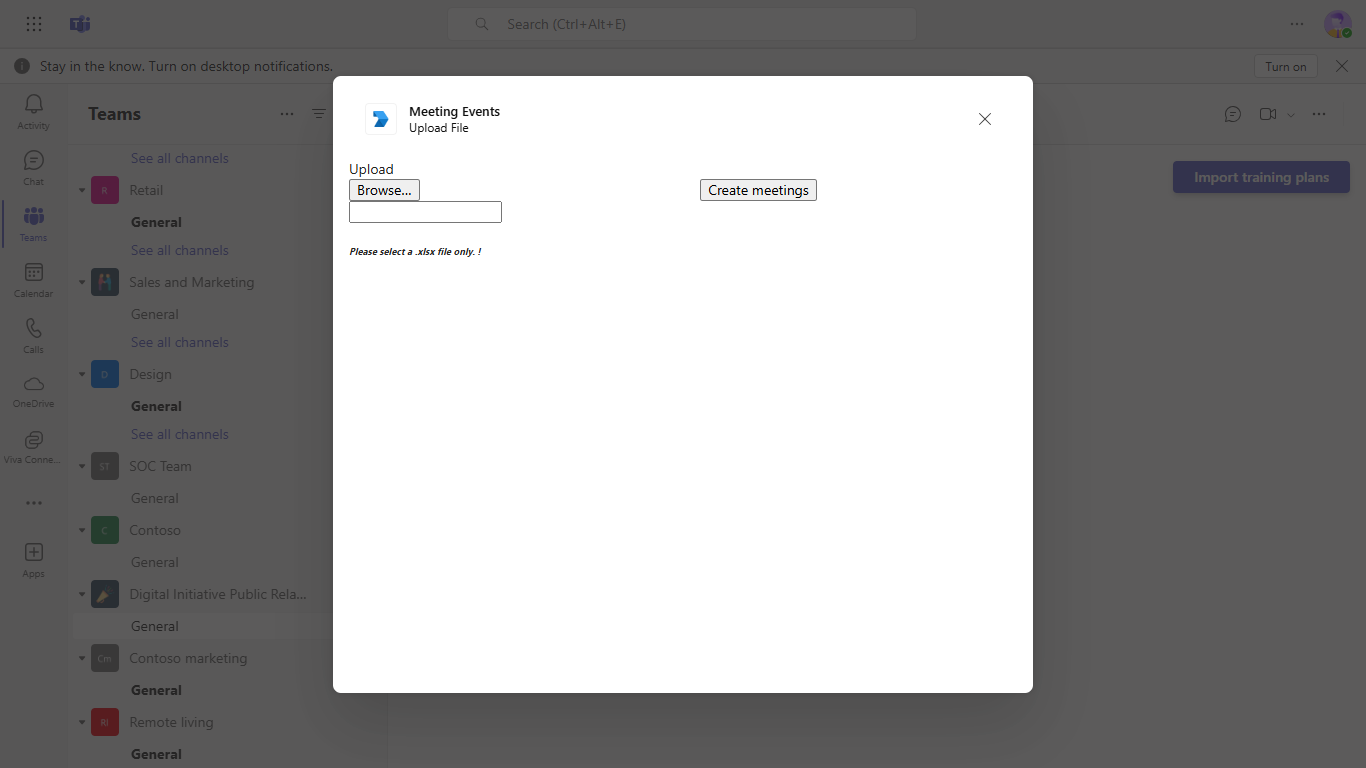 Search (Ctrl+Alt+E)
Stay in the know. Turn on desktop notifications.
Turn on
Activity
Chat
Teams
Calendar
Calls
OneDrive
Viva Conne...
Apps
Teams
See all channels
R
Retail
General
See all channels
Sales and Marketing
General
See all channels
D
Design
General
See all channels
ST
SOC Team
General
C
Contoso
General
Digital Initiative Public Rela...
General
Cm
Contoso marketing
General
Rl
Remote living
General
Import training plans
Meeting Events
Upload File
Upload
Browse...
Create meetings
Please select a .xlsx file only. !